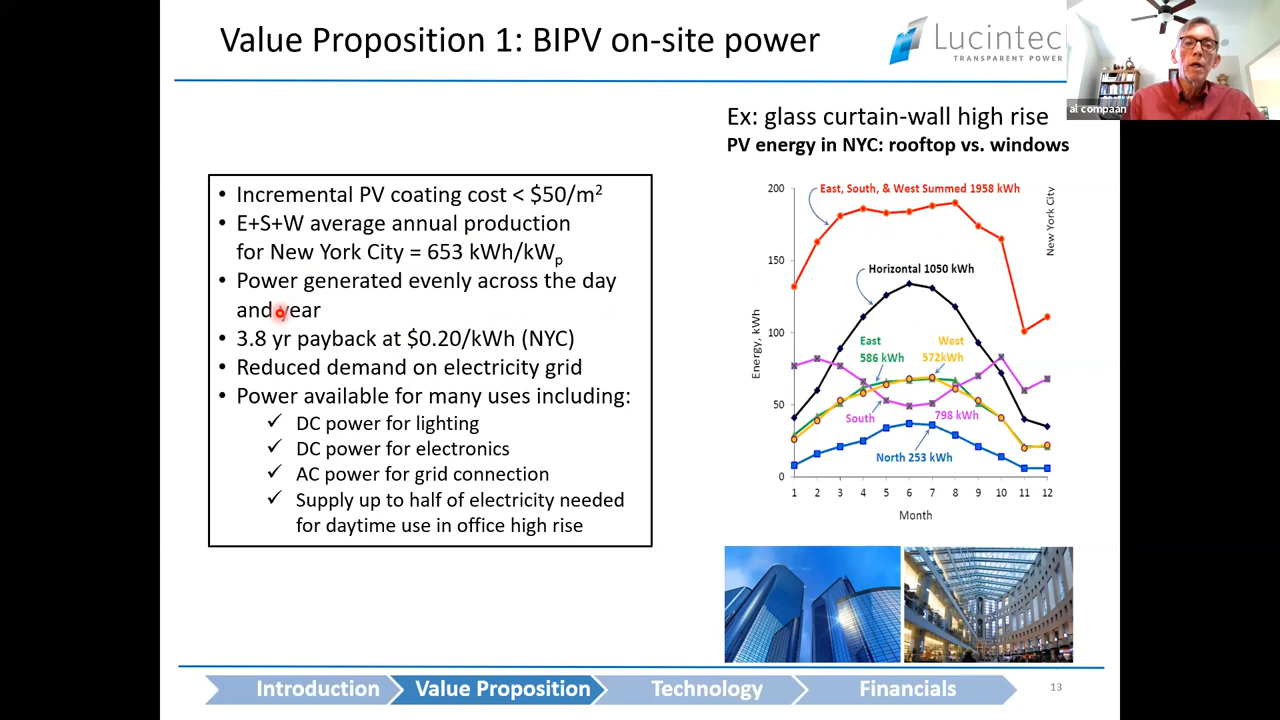 Value Proposition 1: BIPV on-site power
Lucintec
TRANSPARENT POWER
al compaan
Ex: glass curtain-wall high rise
PV energy in NYC: rooftop vs. windows
• Incremental PV coating cost < $50/m²
• E+S+W average annual production
for New York City = 653 kWh/kWₚ
• Power generated evenly across the day
and year
• 3.8 yr payback at $0.20/kWh (NYC)
• Reduced demand on electricity grid
• Power available for many uses including:
✓ DC power for lighting
✓ DC power for electronics
✓ AC power for grid connection
✓ Supply up to half of electricity needed
for daytime use in office high rise
200
150
100
50
0
Energy, kWh
East, South, & West Summed 1958 kWh
New York City
Horizontal 1050 kWh
East
586 kWh
West
572kWh
South
798 kWh
North 253 kWh
1 2 3 4 5 6 7 8 9 10 11 12
Month
Introduction
Value Proposition
Technology
Financials
13